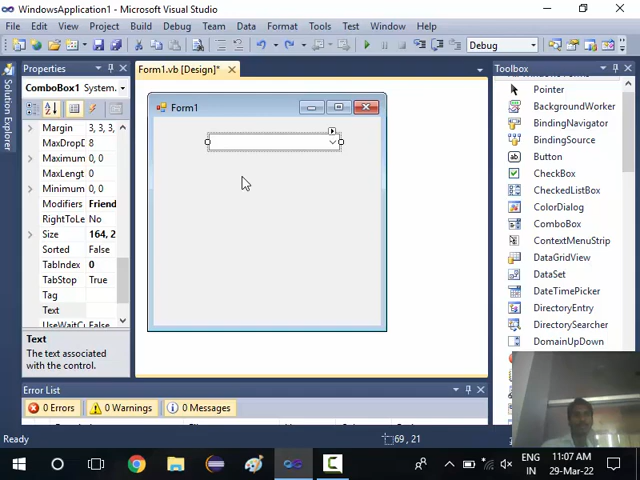 WindowsApplication1 - Microsoft Visual Studio
File Edit View Project Build Debug Team Data Format Tools Test Window Help
Debug
Solution Explorer
Properties
ComboBox1 System.
Margin 3, 3, 3,
MaxDropD 8
Maximum 0, 0
MaxLength 0
Minimum 0, 0
Modifiers Friend
RightToLe No
Size 164, 2
Sorted False
TabIndex 0
TabStop True
Tag
Text
UseWaitCu False
Text
The text associated
with the control.
Form1.vb [Design]*
Form1
Toolbox
Pointer
BackgroundWorker
BindingNavigator
BindingSource
Button
CheckBox
CheckedListBox
ColorDialog
ComboBox
ContextMenuStrip
DataGridView
DataSet
DateTimePicker
DirectoryEntry
DirectorySearcher
DomainUpDown
Error List
0 Errors 0 Warnings 0 Messages
Ready 69 , 21
ENG
IN
11:07 AM
29-Mar-22